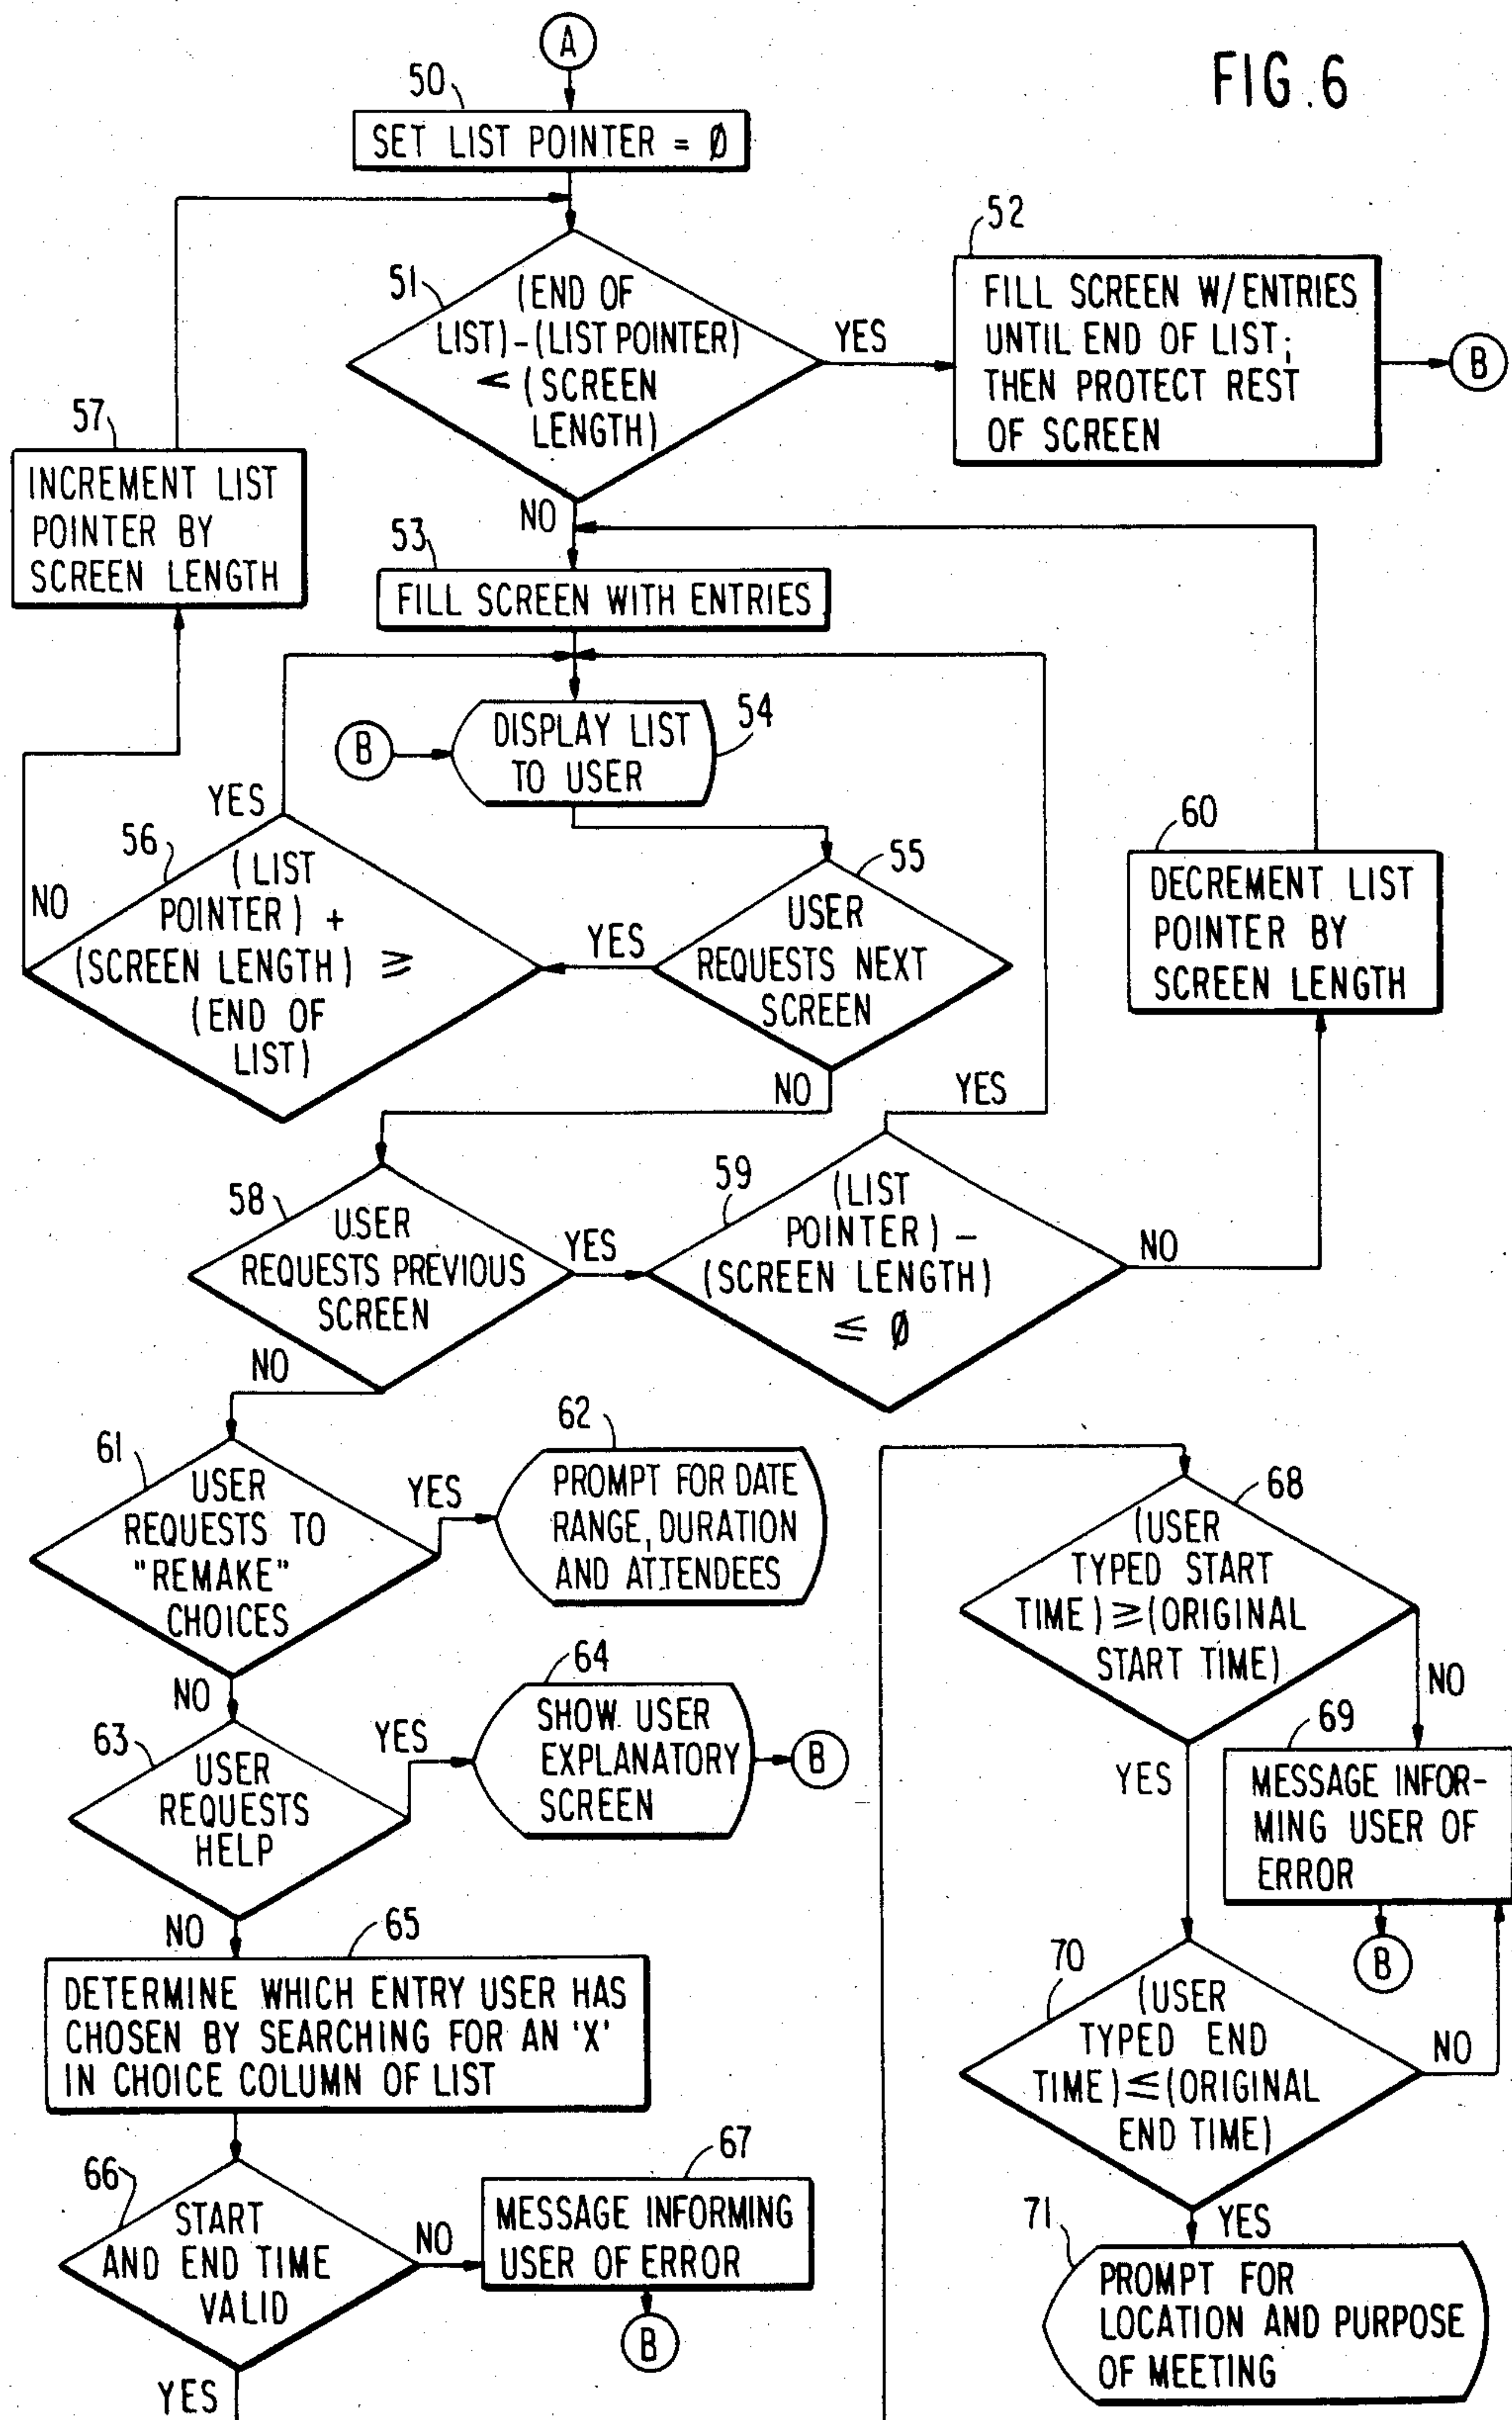 FIG.6
A
50
SET LIST POINTER = Ø
51
(END OF
LIST)-(LIST POINTER)
< (SCREEN
LENGTH)
YES
NO
52
FILL SCREEN W/ENTRIES
UNTIL END OF LIST;
THEN PROTECT REST
OF SCREEN
B
57
INCREMENT LIST
POINTER BY
SCREEN LENGTH
53
FILL SCREEN WITH ENTRIES
B
DISPLAY LIST
TO USER
54
55
USER
REQUESTS NEXT
SCREEN
YES
NO
56
(LIST
POINTER) +
(SCREEN LENGTH) ≥
(END OF
LIST)
YES
NO
60
DECREMENT LIST
POINTER BY
SCREEN LENGTH
58
USER
REQUESTS PREVIOUS
SCREEN
YES
NO
59
(LIST
POINTER) -
(SCREEN LENGTH)
≤ Ø
YES
NO
61
USER
REQUESTS TO
"REMAKE"
CHOICES
YES
NO
62
PROMPT FOR DATE
RANGE, DURATION
AND ATTENDEES
63
USER
REQUESTS
HELP
YES
NO
64
SHOW USER
EXPLANATORY
SCREEN
B
65
DETERMINE WHICH ENTRY USER HAS
CHOSEN BY SEARCHING FOR AN 'X'
IN CHOICE COLUMN OF LIST
66
START
AND END TIME
VALID
NO
YES
67
MESSAGE INFORMING
USER OF ERROR
B
68
(USER
TYPED START
TIME) ≥ (ORIGINAL
START TIME)
NO
YES
69
MESSAGE INFOR-
MING USER OF
ERROR
B
70
(USER
TYPED END
TIME) ≤ (ORIGINAL
END TIME)
NO
YES
71
PROMPT FOR
LOCATION AND PURPOSE
OF MEETING